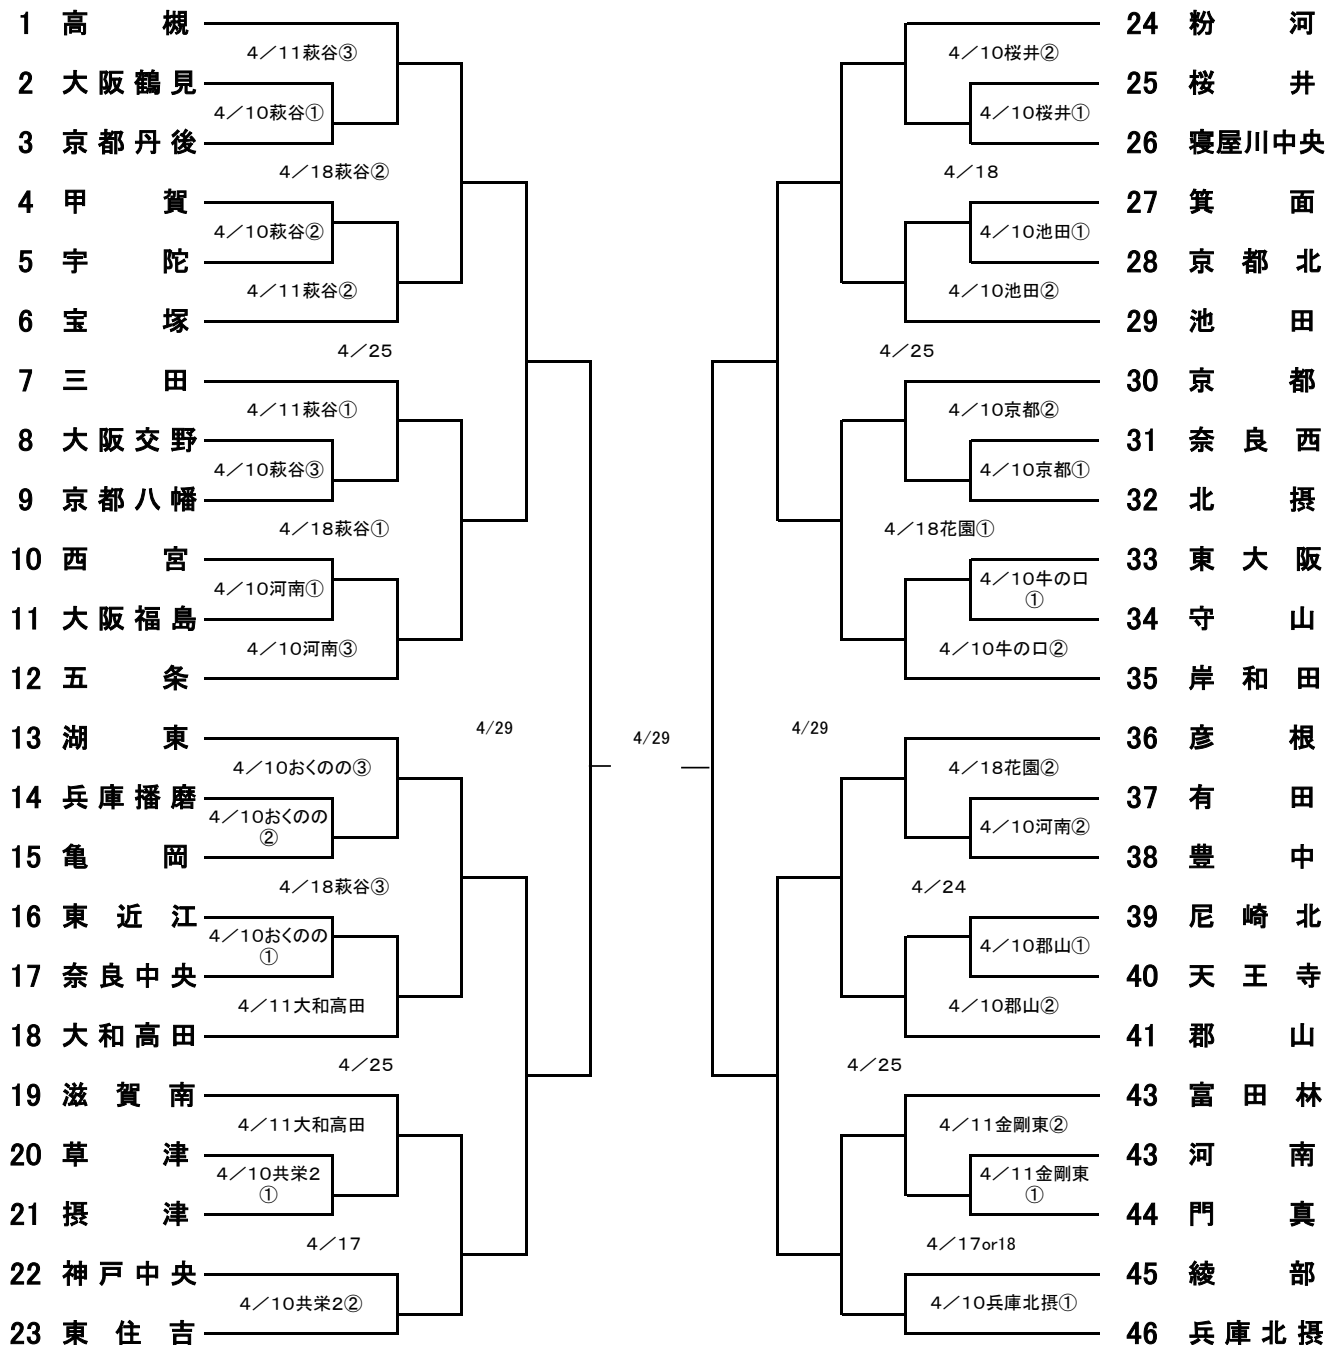 1 高槻
4／11萩谷③
2 大阪鶴見
4／10萩谷①
3 京都丹後
4／18萩谷②
4 甲賀
4／10萩谷②
5 宇陀
4／11萩谷②
6 宝塚
4／25
7 三田
4／11萩谷①
8 大阪交野
4／10萩谷③
9 京都八幡
4／18萩谷①
10 西宮
4／10河南①
11 大阪福島
4／10河南③
12 五条
4/29
13 湖東
4／10おくのの③
14 兵庫播磨
4／10おくのの
②
15 亀岡
4／18萩谷③
16 東近江
4／10おくのの
①
17 奈良中央
4／11大和高田
18 大和高田
4／25
19 滋賀南
4／11大和高田
20 草津
4／10共栄2
①
21 摂津
4／17
22 神戸中央
4／10共栄2②
23 東住吉
4/29
24 粉河
4／10桜井②
25 桜井
4／10桜井①
26 寝屋川中央
4／18
27 箕面
4／10池田①
28 京都北
4／10池田②
29 池田
4／25
30 京都
4／10京都②
31 奈良西
4／10京都①
32 北摂
4／18花園①
33 東大阪
4／10牛の口
①
34 守山
4／10牛の口②
35 岸和田
4/29
36 彦根
4／18花園②
37 有田
4／10河南②
38 豊中
4／24
39 尼崎北
4／10郡山①
40 天王寺
4／10郡山②
41 郡山
4／25
43 富田林
4／11金剛東②
43 河南
4／11金剛東
①
44 門真
4／17or18
45 綾部
4／10兵庫北摂①
46 兵庫北摂